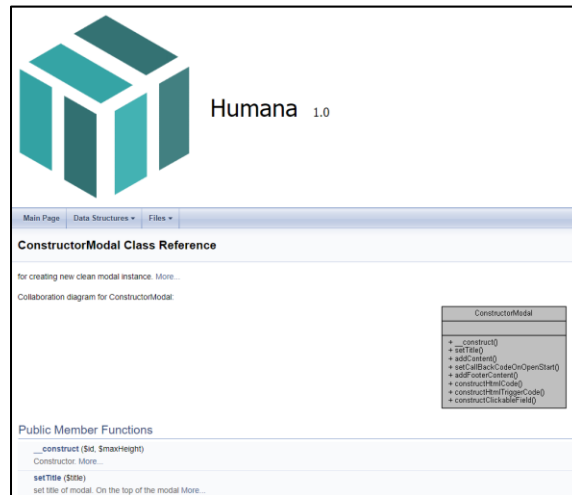 Humana 1.0
Main Page Data Structures Files
ConstructorModal Class Reference
for creating new clean modal instance. More...
Collaboration diagram for ConstructorModal:
ConstructorModal
+ __construct()
+ setTitle()
+ addContent()
+ setCallBackCodeOnOpenStart()
+ addFooterContent()
+ constructHtmlCode()
+ constructHtmlTriggerCode()
+ constructClickableField()
Public Member Functions
__construct ($id, $maxHeight)
Constructor. More...
setTitle ($title)
set title of modal. On the top of the modal More...